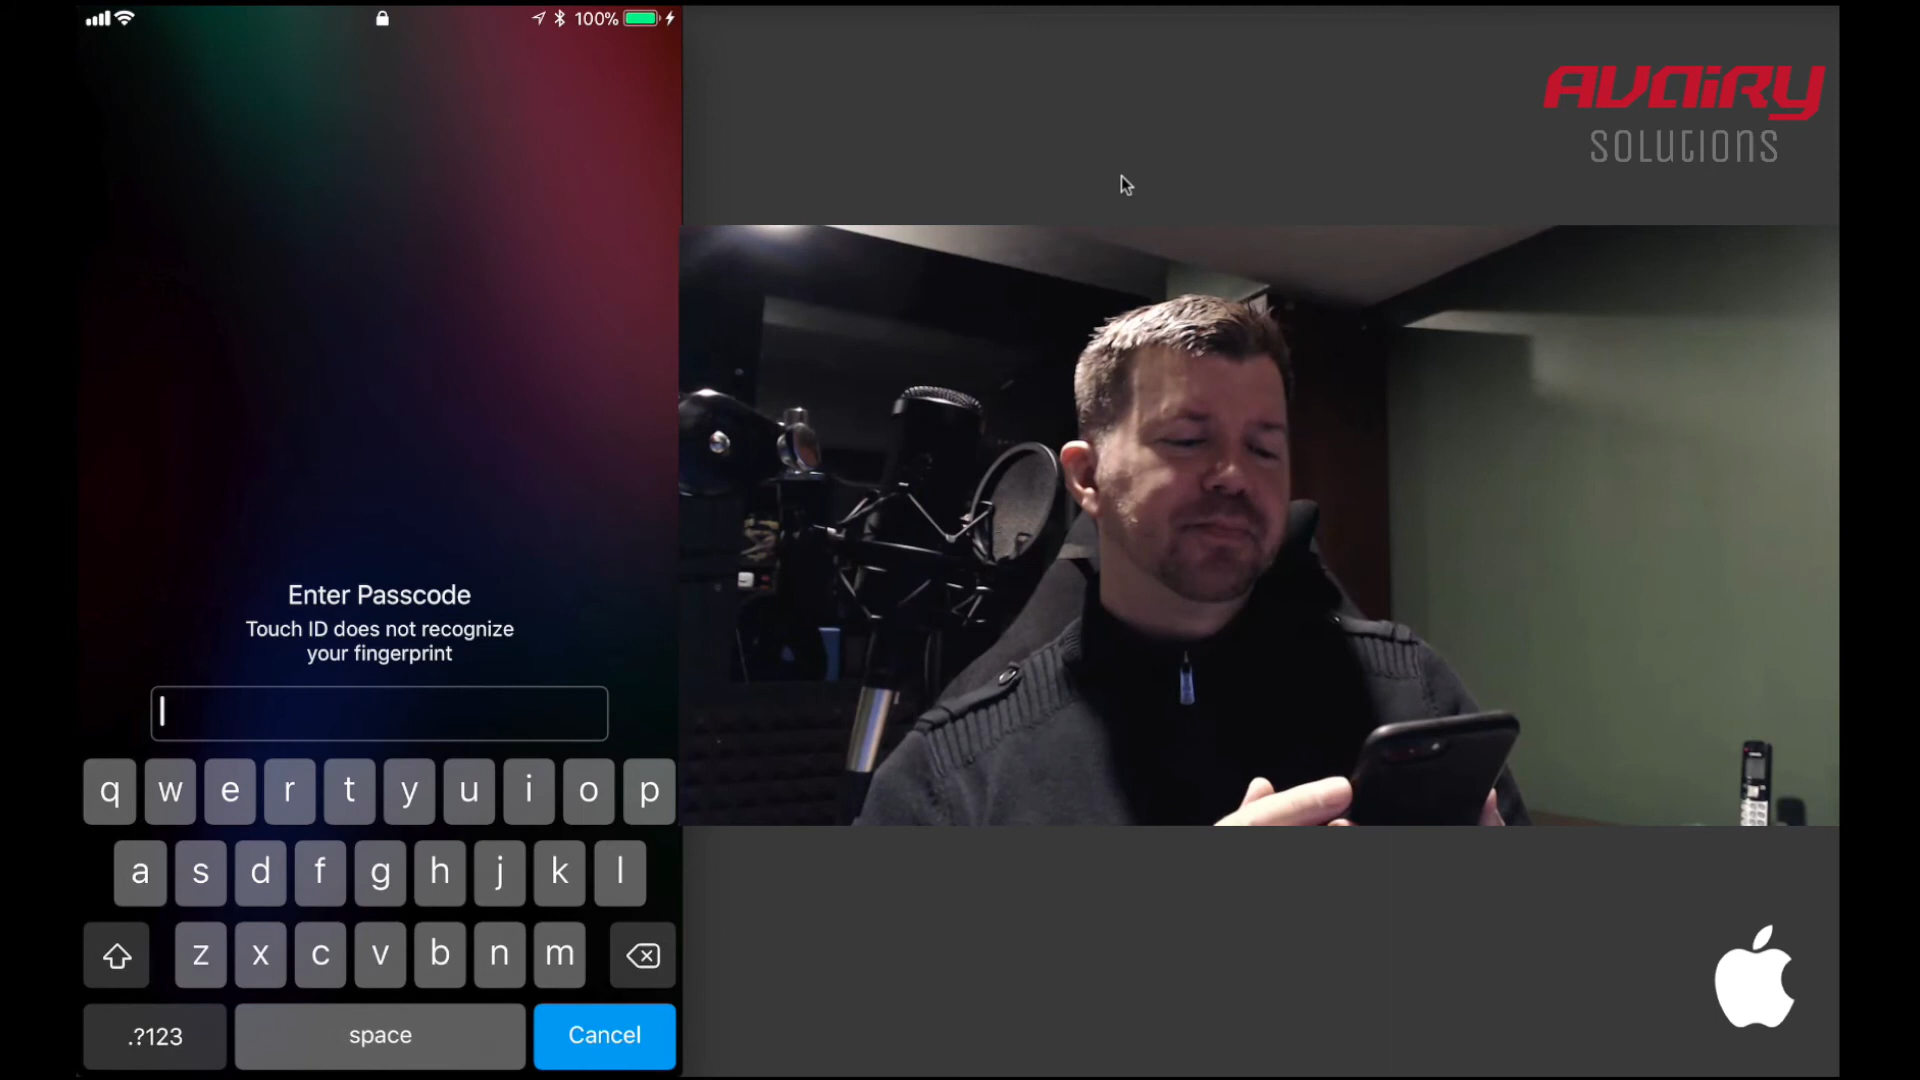 100%
AVAIRY
SOLUTIONS
Enter Passcode
Touch ID does not recognize
your fingerprint
q w e r t y u i o p
a s d f g h j k l
z x c v b n m
.?123 space Cancel